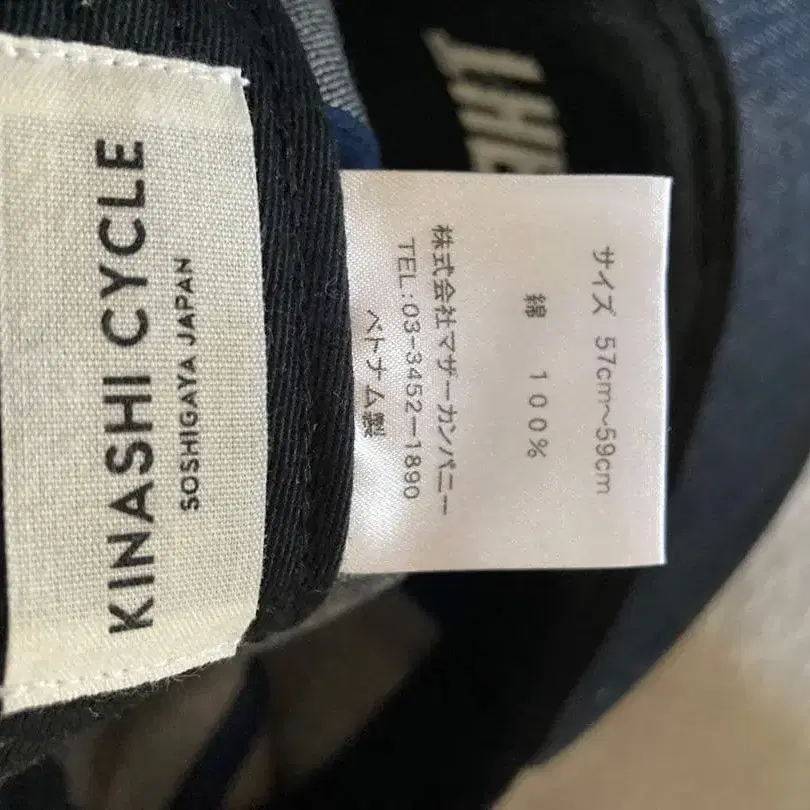 KINASHI CYCLE
SOSHIGAYA JAPAN
サイズ 57cm〜59cm
綿 100%
株式会社マザーカンパニー
TEL:03-3452-1890
ベトナム製